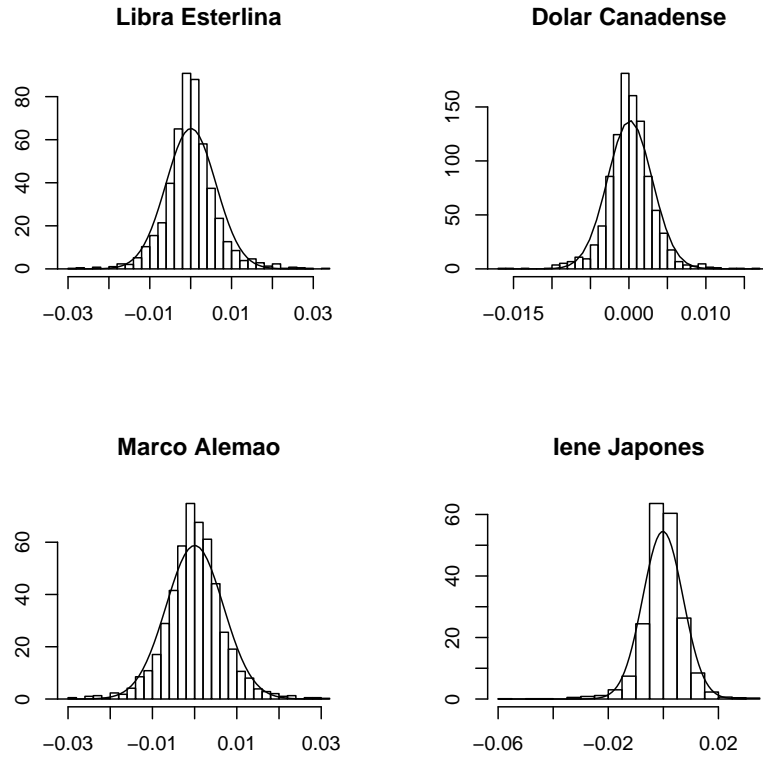 Libra Esterlina
80
60
40
20
0
−0.03 −0.01 0.01 0.03
Dolar Canadense
150
100
50
0
−0.015 0.000 0.010
Marco Alemao
60
40
20
0
−0.03 −0.01 0.01 0.03
Iene Japones
60
40
20
0
−0.06 −0.02 0.02